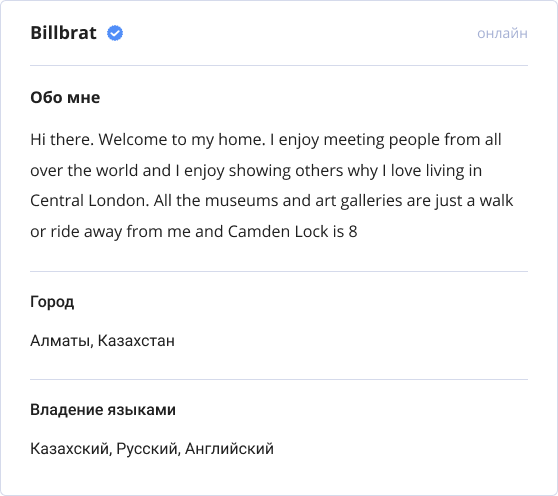 Billbrat
онлайн
Обо мне
Hi there. Welcome to my home. I enjoy meeting people from all
over the world and I enjoy showing others why I love living in
Central London. All the museums and art galleries are just a walk
or ride away from me and Camden Lock is 8
Город
Алматы, Казахстан
Владение языками
Казахский, Русский, Английский